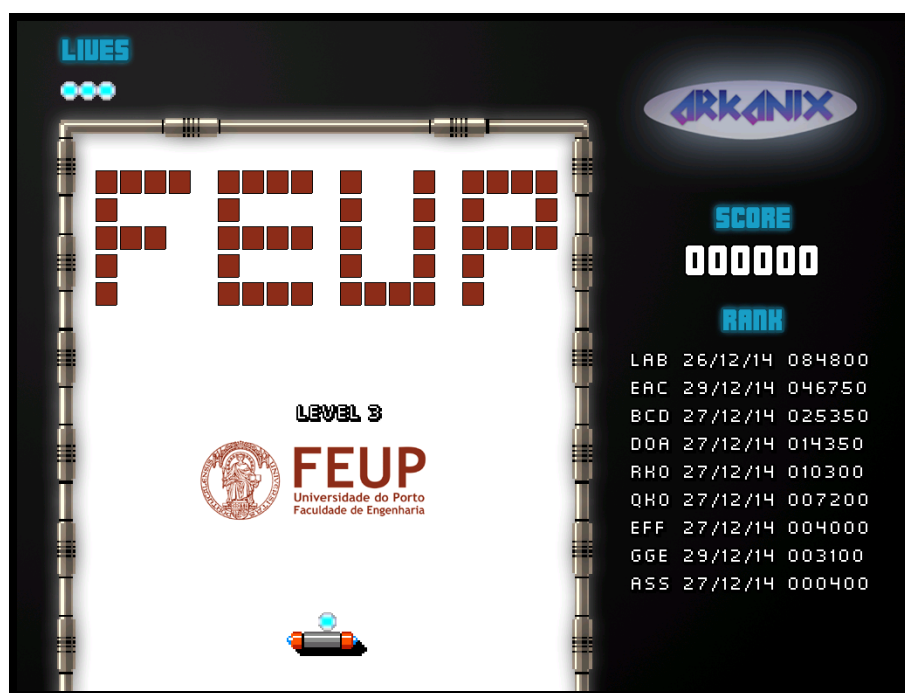 LIVES
ARKANIX
SCORE
000000
RANK
LAB 26/12/14 084800
EAC 29/12/14 046750
BCD 27/12/14 025350
DOA 27/12/14 014350
RKO 27/12/14 010300
QKO 27/12/14 007200
EFF 27/12/14 004000
GGE 29/12/14 003100
ASS 27/12/14 000400
FEUP
LEVEL 3
FEUP
Universidade do Porto
Faculdade de Engenharia